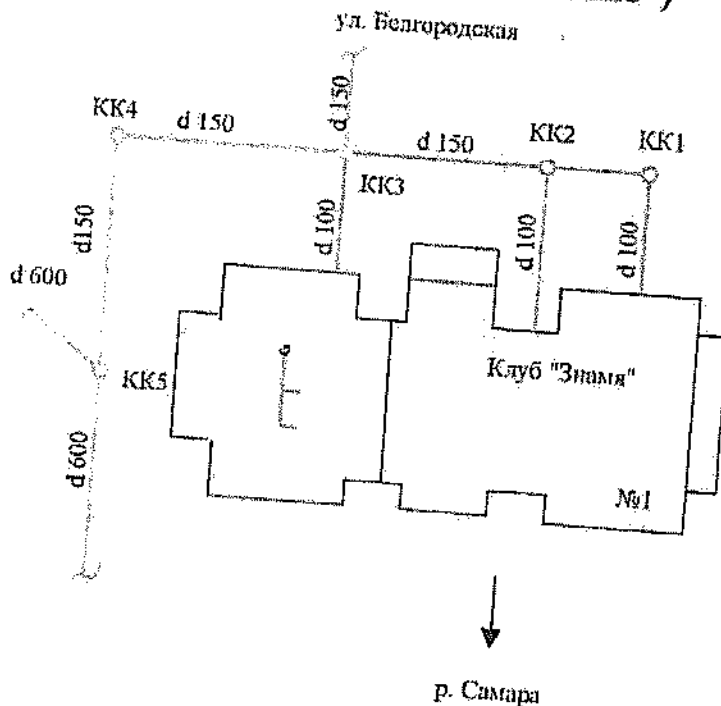 ул. Белгородская
КК4
d 150
d 150
d 150
КК2
КК1
КК3
d150
d 100
d 100
d 100
d 600
КК5
Клуб "Знамя"
d 600
№1
р. Самара